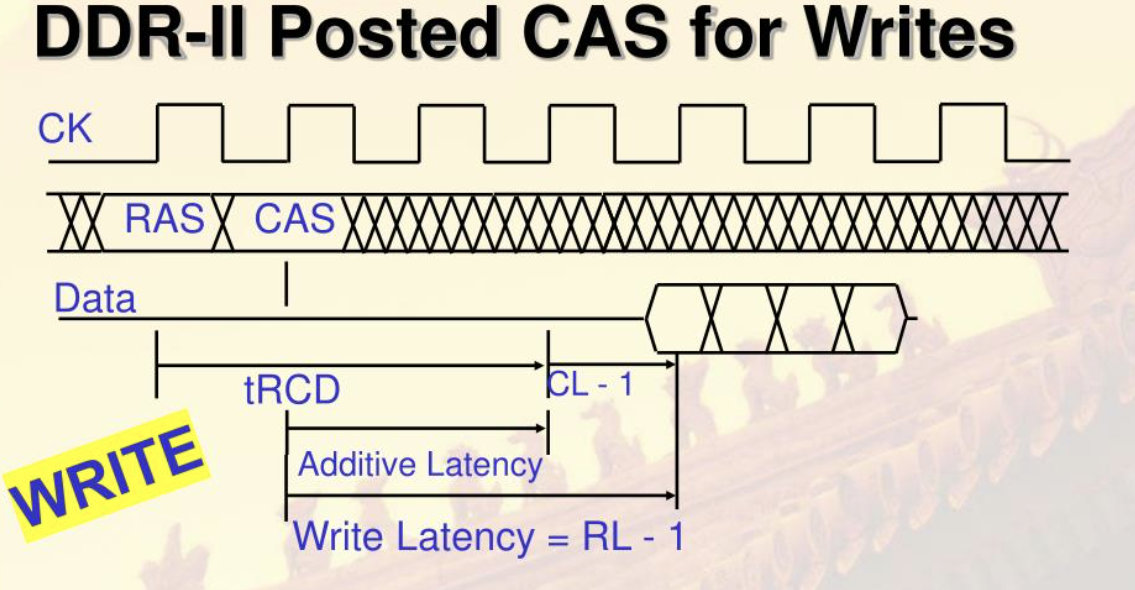 DDR-II Posted CAS for Writes
CK
RAS CAS
Data
tRCD CL - 1
Additive Latency
WRITE
Write Latency = RL - 1